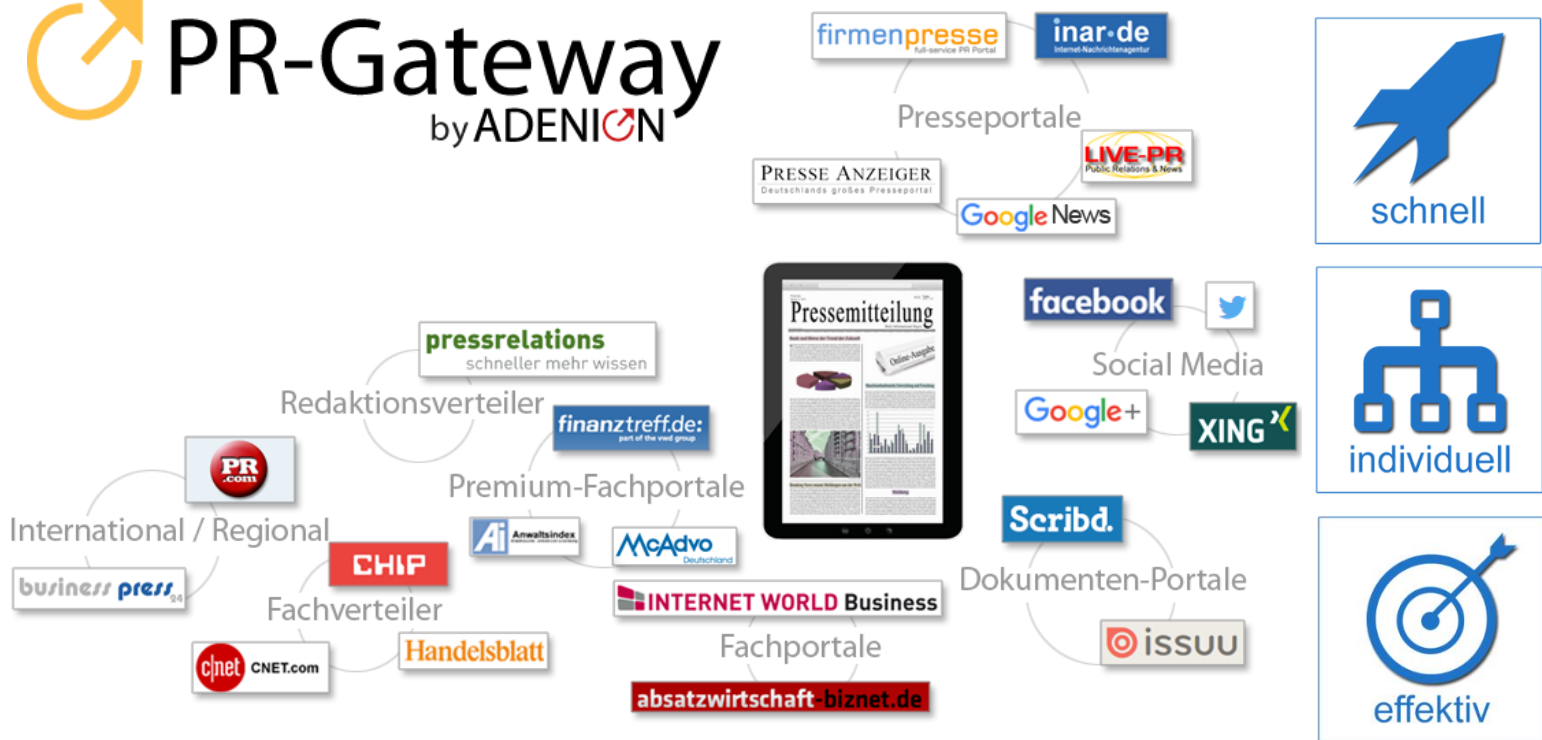 PR-Gateway
by ADENION
firmenpresse
full-service PR Portal
inar.de
Internet-Nachrichtenagentur
Presseportale
PRESSE ANZEIGER
Deutschlands großes Presseportal
LIVE-PR
Public Relations & News
Google News
schnell
Pressemitteilung
Online-Ausgabe
facebook
Social Media
Google+
XING
individuell
pressrelations
schneller mehr wissen
Redaktionsverteiler
finanztreff.de:
part of the vwd group
Premium-Fachportale
Ai Anwaltsindex
McAdvo
Deutschland
PR
.com
International / Regional
business press
24
CHIP
Fachverteiler
c|net CNET.com
Handelsblatt
INTERNET WORLD Business
Fachportale
absatzwirtschaft-biznet.de
Scribd.
Dokumenten-Portale
issuu
effektiv